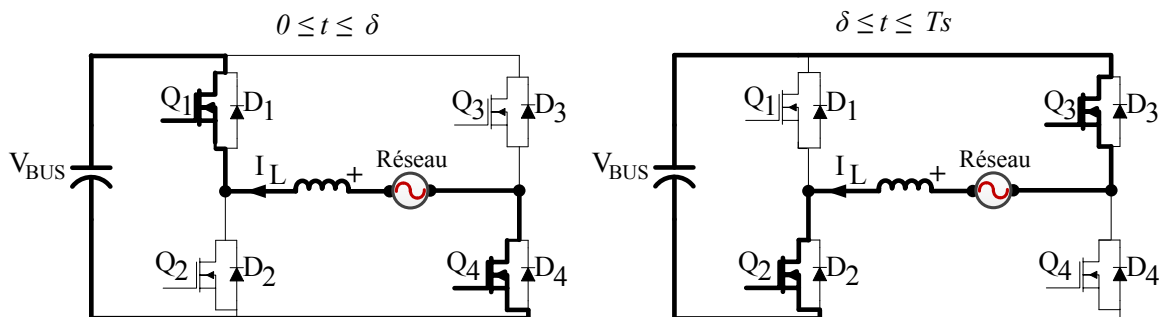 0 ≤ t ≤ δ
Q1
D1
Q3
D3
VBUS
IL
+
Réseau
Q2
D2
Q4
D4
δ ≤ t ≤ Ts
Q1
D1
Q3
D3
VBUS
IL
+
Réseau
Q2
D2
Q4
D4